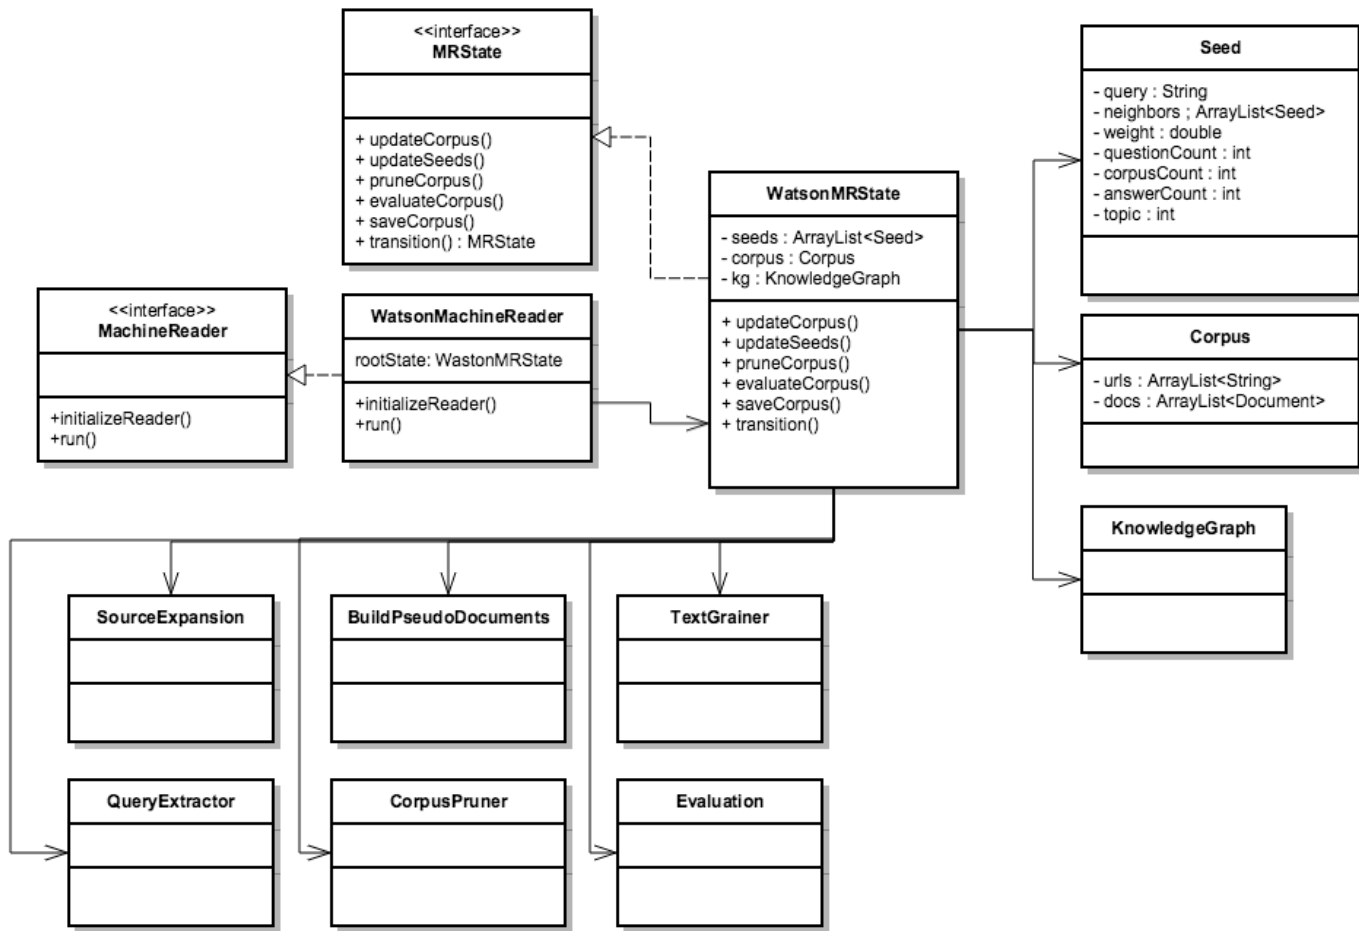 <<interface>>
MRState
+ updateCorpus()
+ updateSeeds()
+ pruneCorpus()
+ evaluateCorpus()
+ saveCorpus()
+ transition() : MRState
Seed
- query : String
- neighbors ; ArrayList<Seed>
- weight : double
- questionCount : int
- corpusCount : int
- answerCount : int
- topic : int
WatsonMRState
- seeds : ArrayList<Seed>
- corpus : Corpus
- kg : KnowledgeGraph
+ updateCorpus()
+ updateSeeds()
+ pruneCorpus()
+ evaluateCorpus()
+ saveCorpus()
+ transition()
<<interface>>
MachineReader
+initializeReader()
+run()
WatsonMachineReader
rootState: WastonMRState
+initializeReader()
+run()
Corpus
- urls : ArrayList<String>
- docs : ArrayList<Document>
KnowledgeGraph
SourceExpansion
BuildPseudoDocuments
TextGrainer
QueryExtractor
CorpusPruner
Evaluation